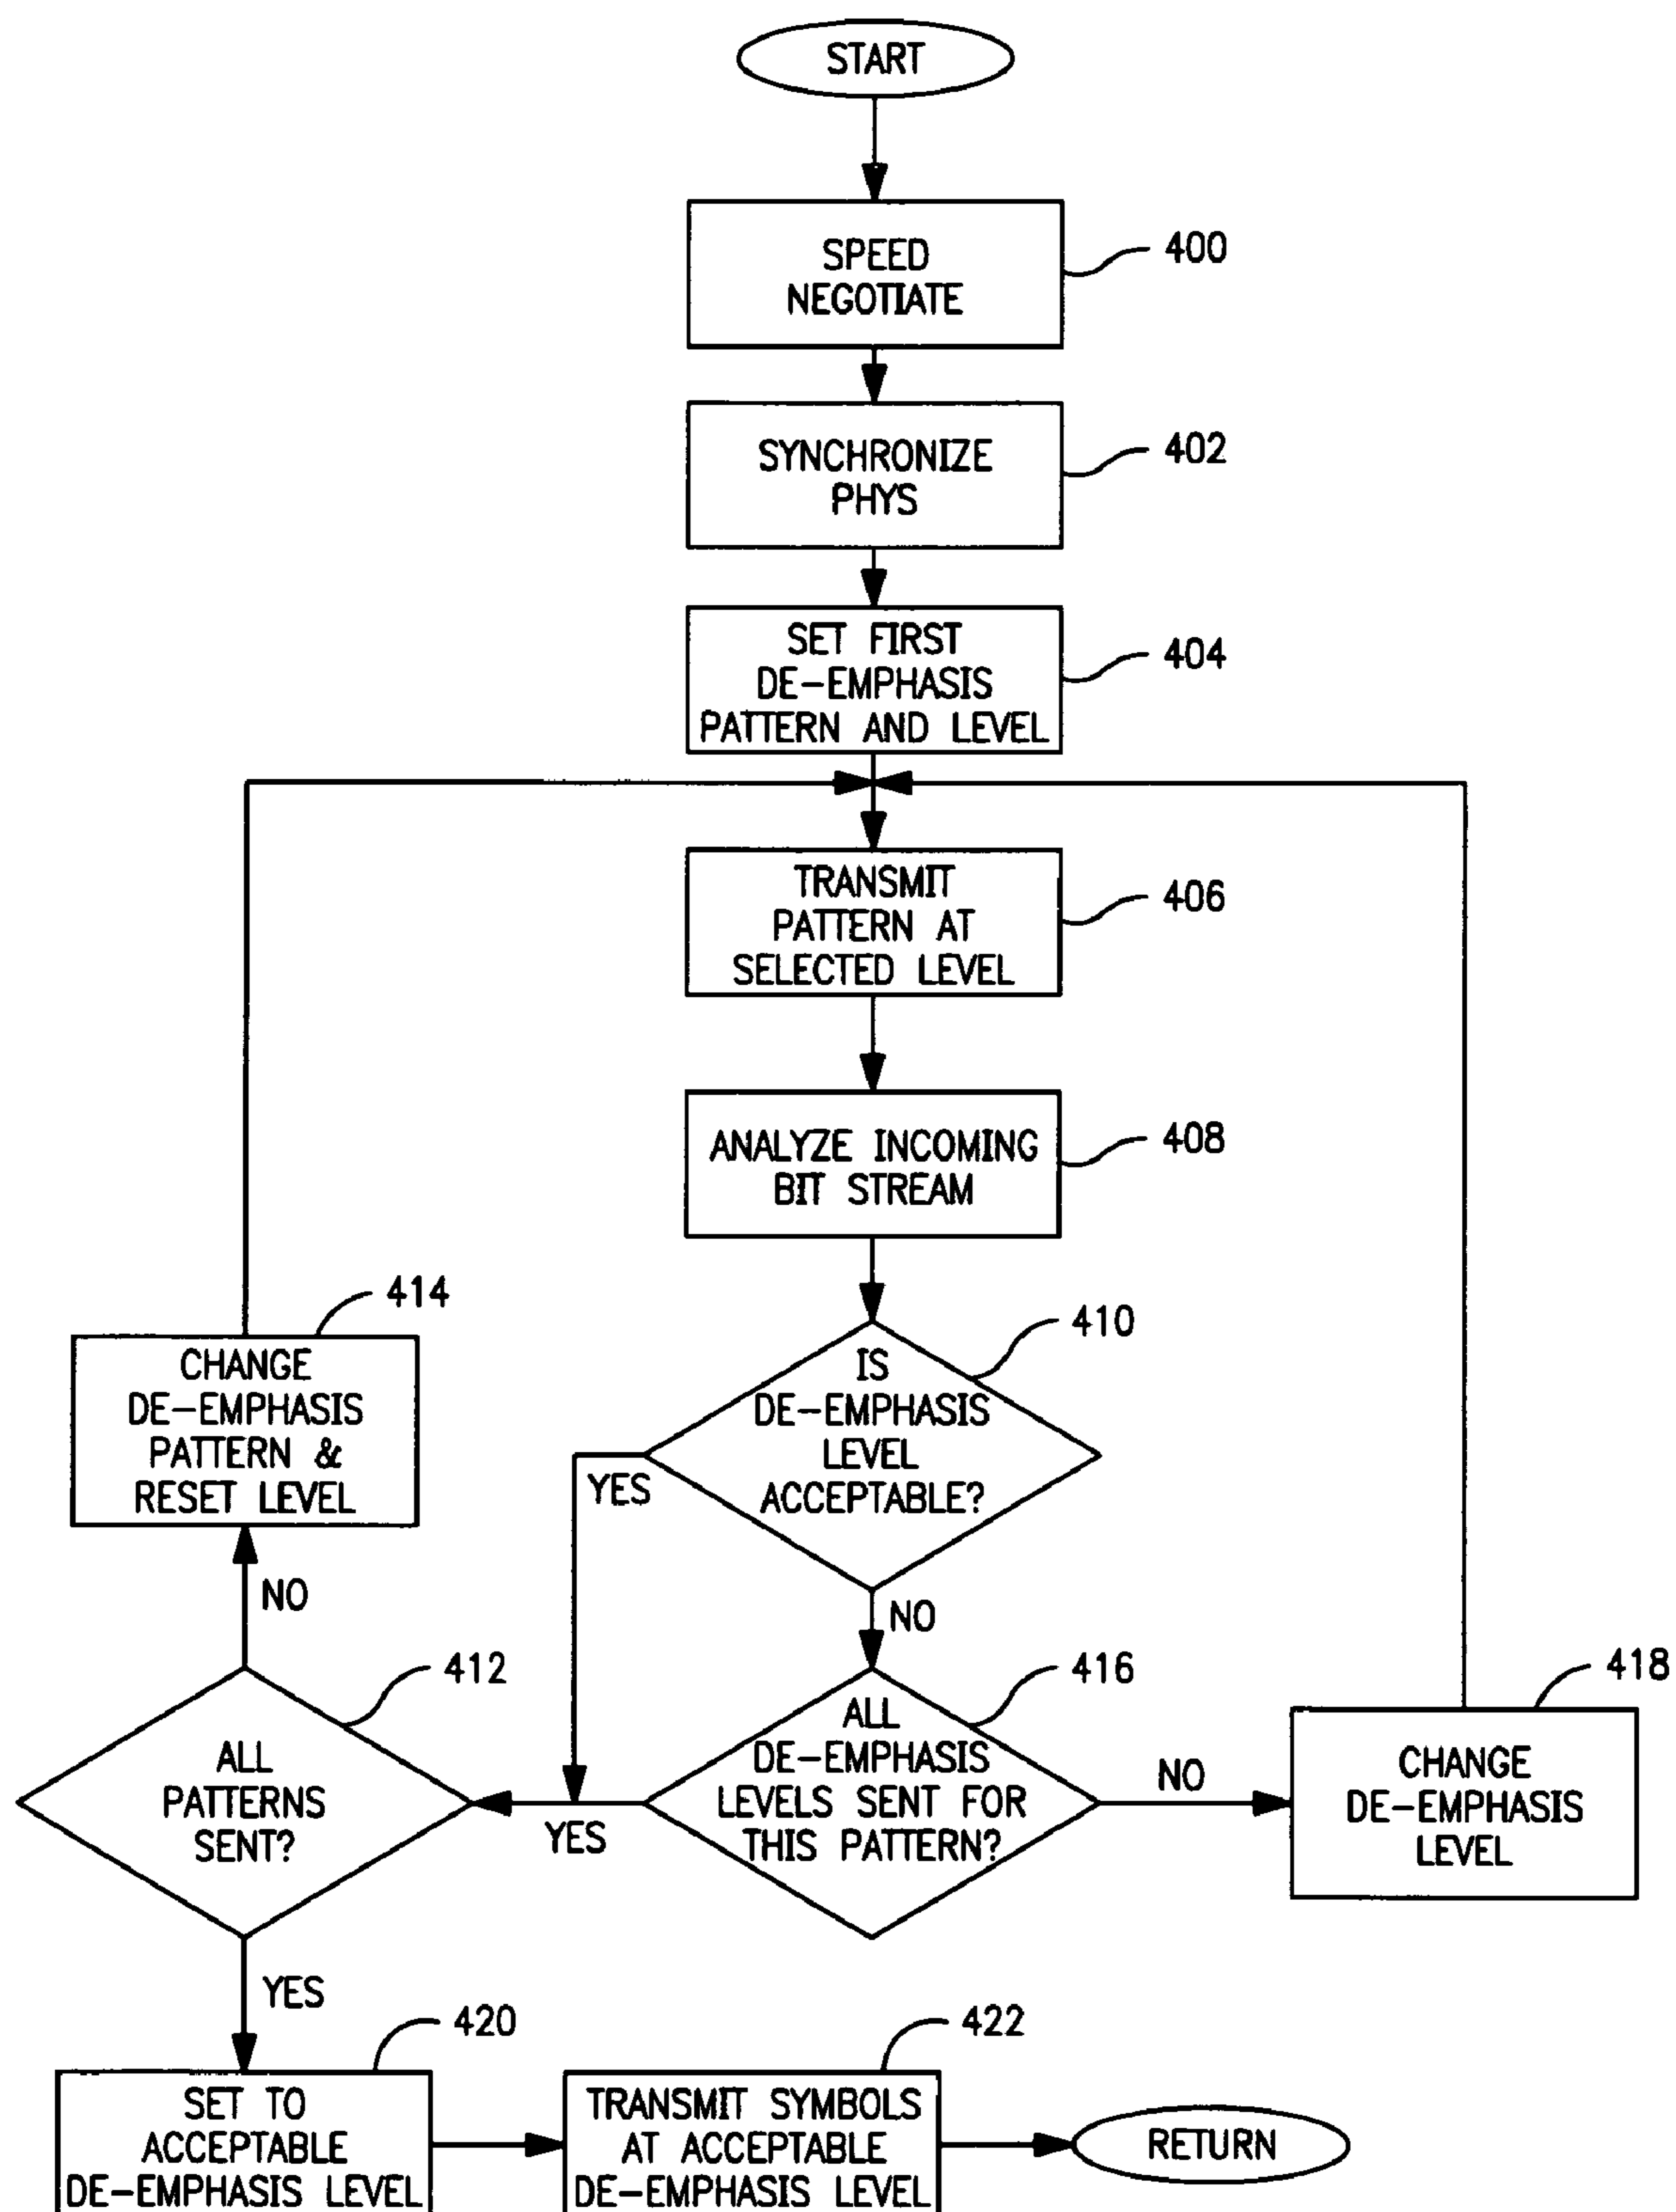 START
SPEED
NEGOTIATE
400
SYNCHRONIZE
PHYS
402
SET FIRST
DE-EMPHASIS
PATTERN AND LEVEL
404
TRANSMIT
PATTERN AT
SELECTED LEVEL
406
ANALYZE INCOMING
BIT STREAM
408
414
CHANGE
DE-EMPHASIS
PATTERN &
RESET LEVEL
410
IS
DE-EMPHASIS
LEVEL
ACCEPTABLE?
YES
NO
NO
412
ALL
PATTERNS
SENT?
416
ALL
DE-EMPHASIS
LEVELS SENT FOR
THIS PATTERN?
YES
NO
418
CHANGE
DE-EMPHASIS
LEVEL
YES
420
SET TO
ACCEPTABLE
DE-EMPHASIS LEVEL
422
TRANSMIT SYMBOLS
AT ACCEPTABLE
DE-EMPHASIS LEVEL
RETURN